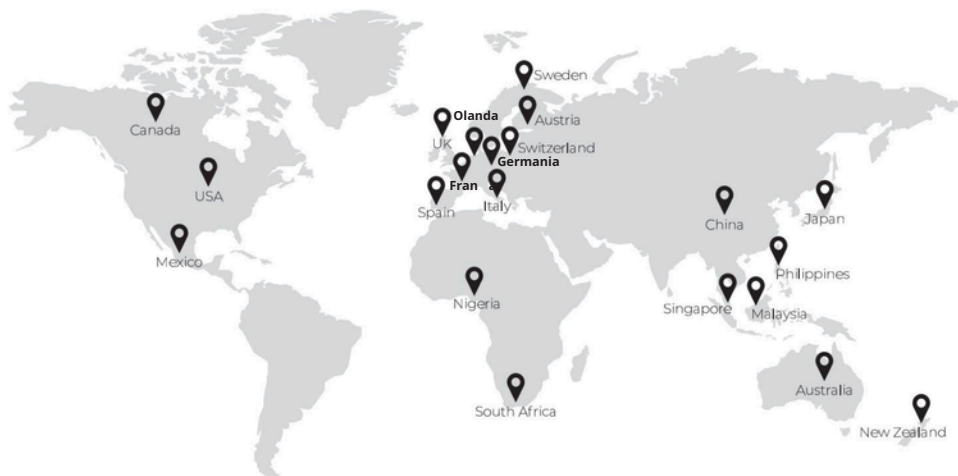 Sweden
Canada
Olanda
Austria
UK
Switzerland
Germania
USA
Fran a
Spain
Italy
China
Japan
Mexico
Philippines
Nigeria
Singapore
Malaysia
Australia
South Africa
New Zealand